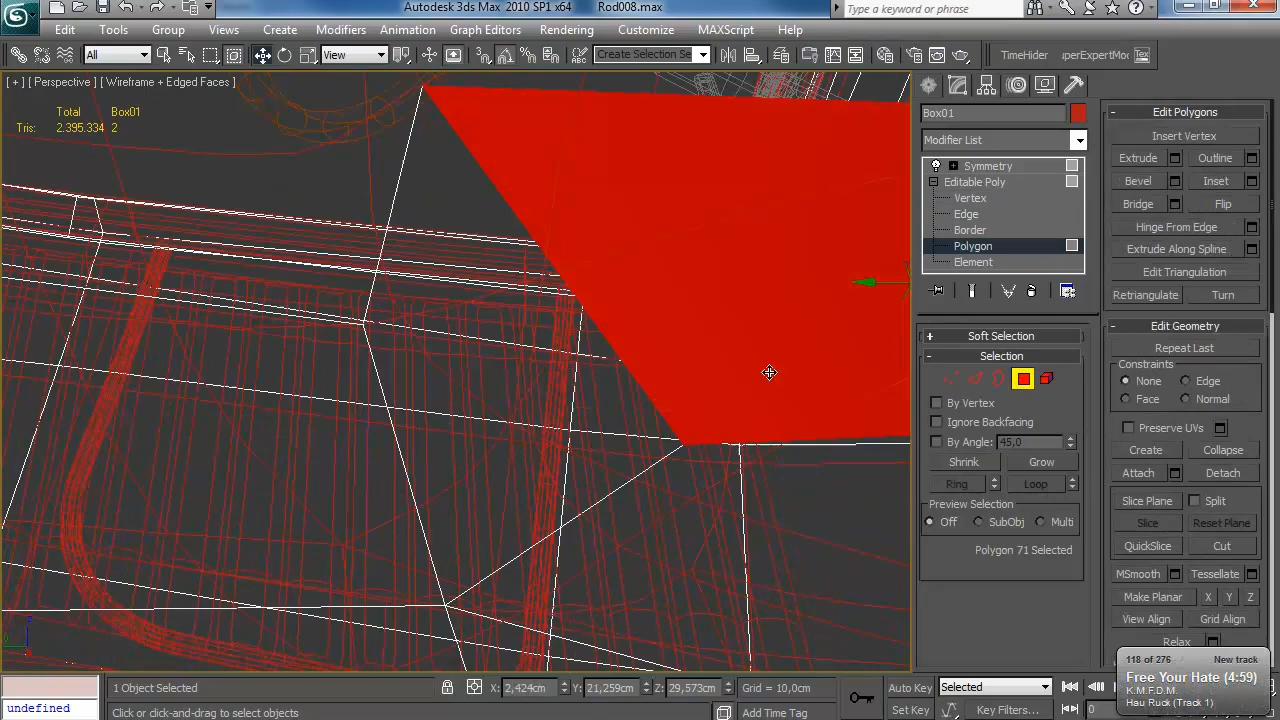 Autodesk 3ds Max 2010 SP1 x64 Rod008.max
Type a keyword or phrase
Edit Tools Group Views Create Modifiers Animation Graph Editors Rendering Customize MAXScript Help
All View Create Selection Se TimeHider perExpertMoc Tex
[ + ] [ Perspective ] [ Wireframe + Edged Faces ]
Total Box01
Tris: 2.395.334 2
Box01
Modifier List
Symmetry
Editable Poly
Vertex
Edge
Border
Polygon
Element
Soft Selection
Selection
By Vertex
Ignore Backfacing
By Angle: 45,0
Shrink Grow
Ring Loop
Preview Selection
Off SubObj Multi
Polygon 71 Selected
Edit Polygons
Insert Vertex
Extrude Outline
Bevel Inset
Bridge Flip
Hinge From Edge
Extrude Along Spline
Edit Triangulation
Retriangulate Turn
Edit Geometry
Repeat Last
Constraints
None Edge
Face Normal
Preserve UVs
Create Collapse
Attach Detach
Slice Plane Split
Slice Reset Plane
QuickSlice Cut
MSmooth Tessellate
Make Planar X Y Z
View Align Grid Align
Relax
118 of 276 New track
Free Your Hate (4:59)
K.M.F.D.M.
Hau Ruck (Track 1)
undefined
1 Object Selected X: 2,424cm Y: 21,259cm Z: 29,573cm Grid = 10,0cm Auto Key Selected
Click or click-and-drag to select objects Add Time Tag Set Key Key Filters... 0